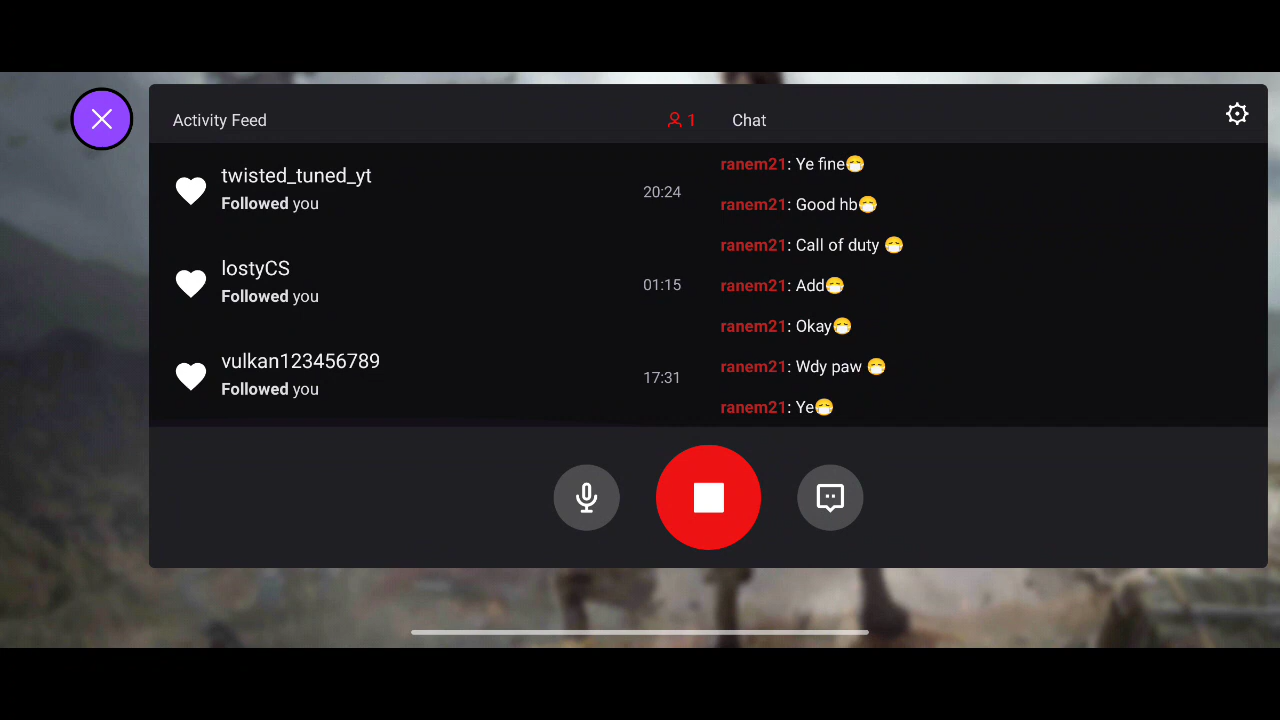 Activity Feed
1
Chat
twisted_tuned_yt
Followed you
20:24
lostyCS
Followed you
01:15
vulkan123456789
Followed you
17:31
ranem21: Ye fine😷
ranem21: Good hb😷
ranem21: Call of duty 😷
ranem21: Add😷
ranem21: Okay😷
ranem21: Wdy paw 😷
ranem21: Ye😷